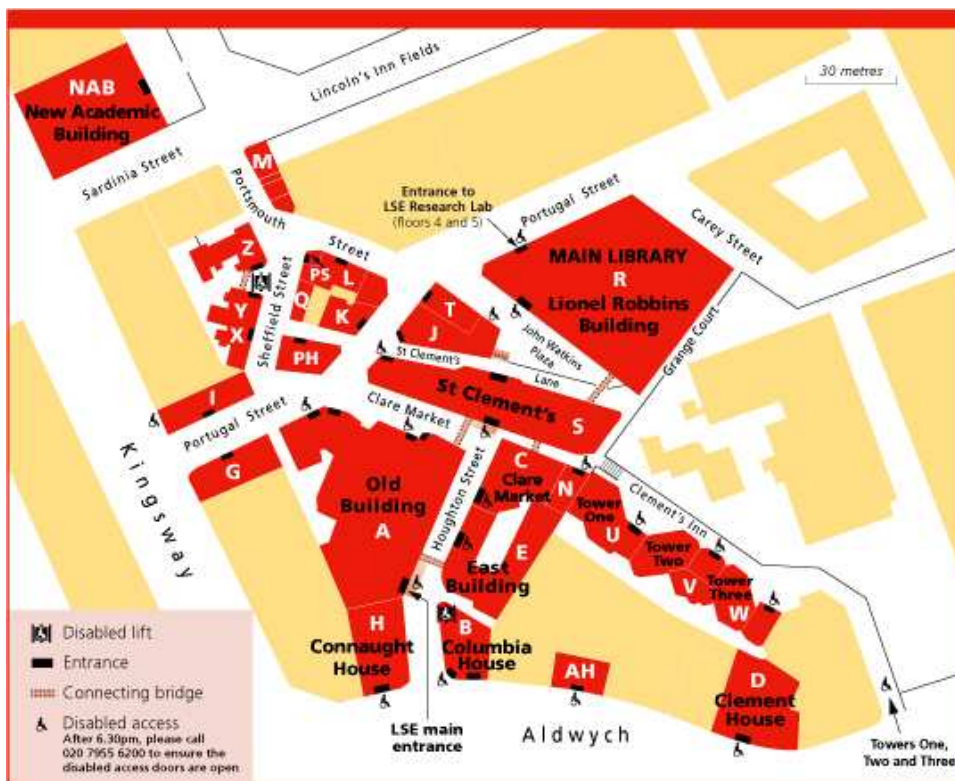 30 metres
Lincoln's Inn Fields
NAB
New Academic
Building
Sardinia Street
M
Portsmouth
Street
Entrance to
LSE Research Lab
(floors 4 and 5)
Portugal Street
Carey Street
MAIN LIBRARY
R
Lionel Robbins
Building
Z
Y
X
Sheffield Street
PS
L
Q
K
PH
T
J
John Watkins
Plaza
St Clement's
Lane
Grange Court
St Clement's
S
I
Portugal Street
Clare Market
G
Kingsway
Old
Building
A
Houghton Street
C
Clare
Market
N
E
East
Building
Tower
One
U
Tower
Two
V
Tower
Three
W
Clement's Inn
H
Connaught
House
B
Columbia
House
AH
D
Clement
House
LSE main
entrance
Aldwych
Towers One,
Two and Three
Disabled lift
Entrance
Connecting bridge
Disabled access
After 6.30pm, please call
020 7955 6200 to ensure the
disabled access doors are open